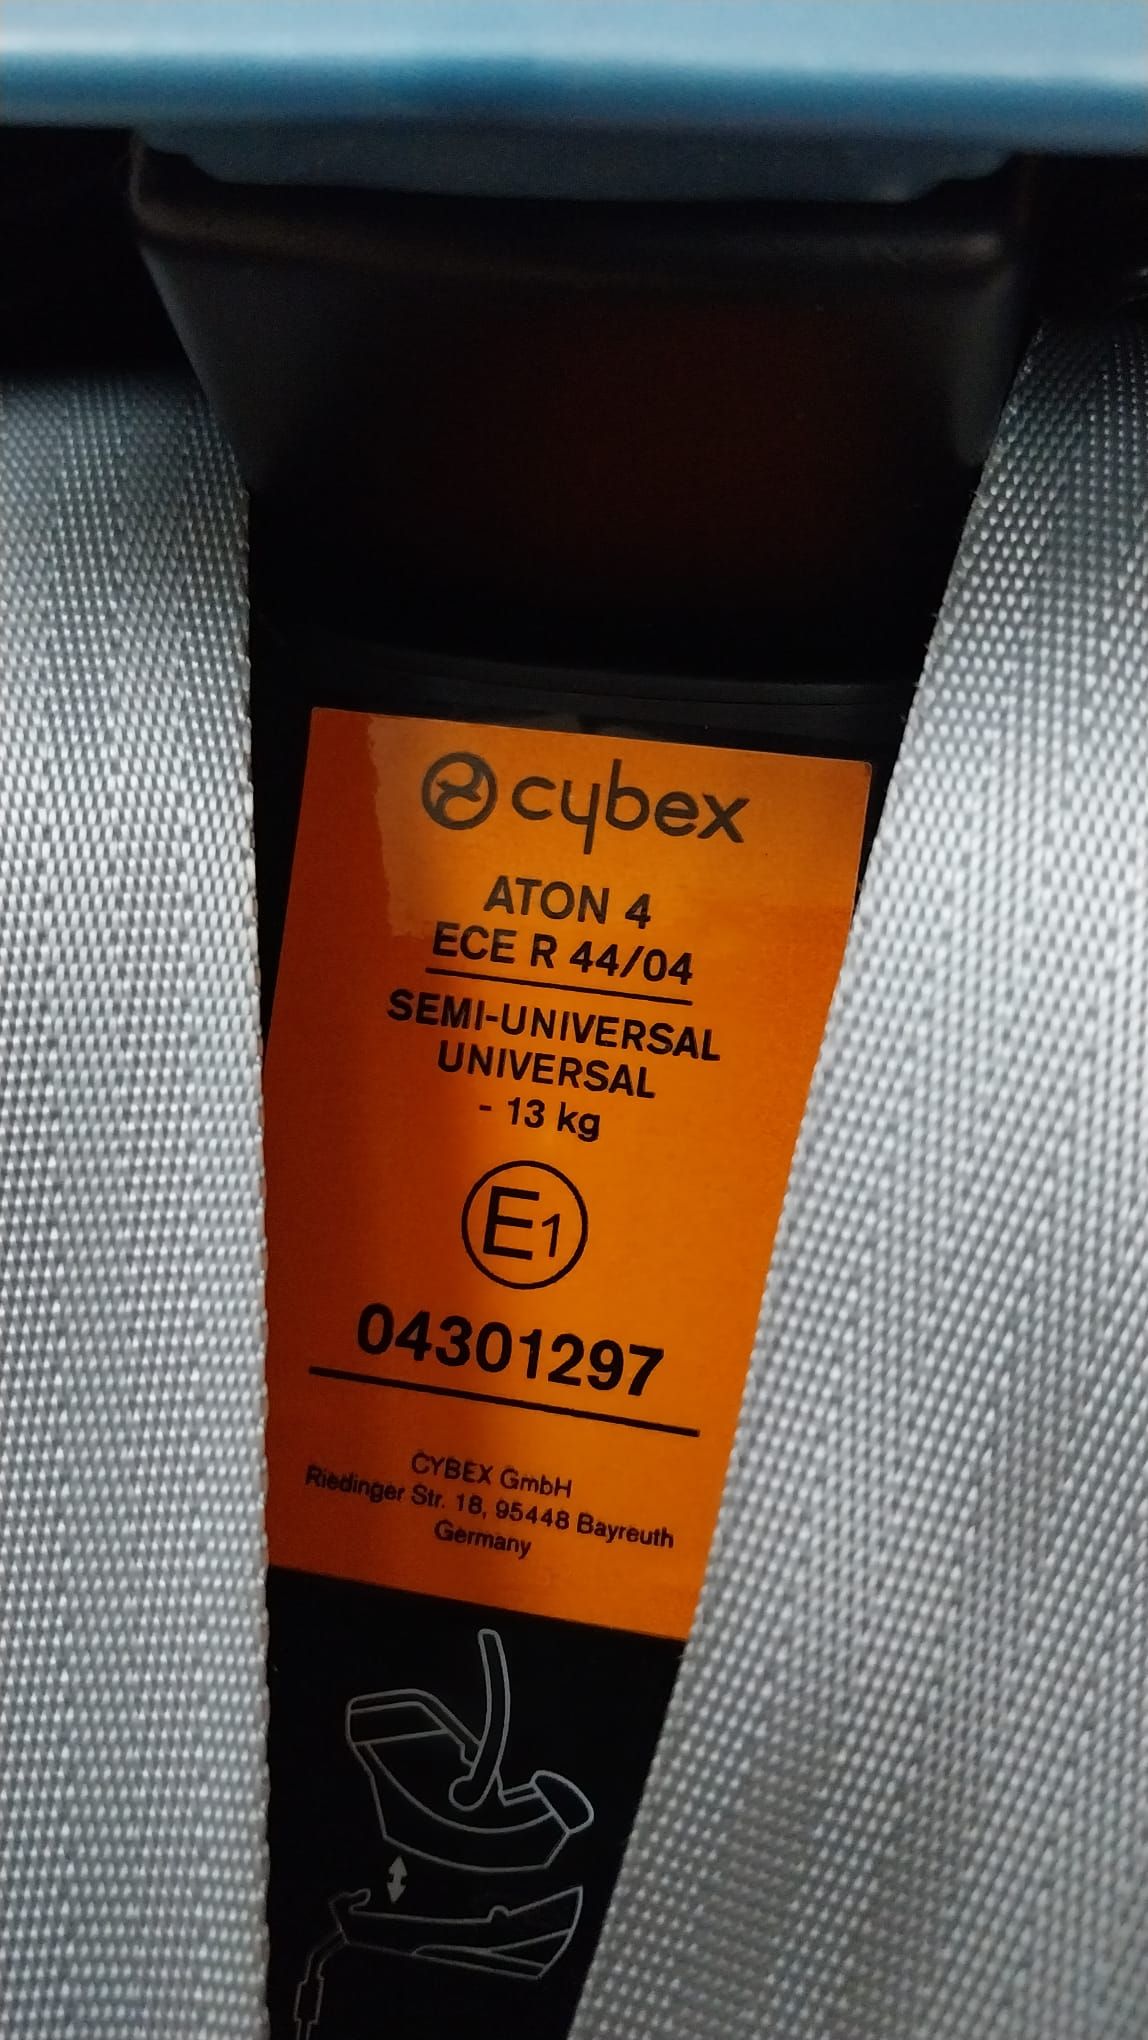 cybex
ATON 4
ECE R 44/04
SEMI-UNIVERSAL
UNIVERSAL
- 13 kg
E1
04301297
CYBEX GmbH
Riedinger Str. 18, 95448 Bayreuth
Germany